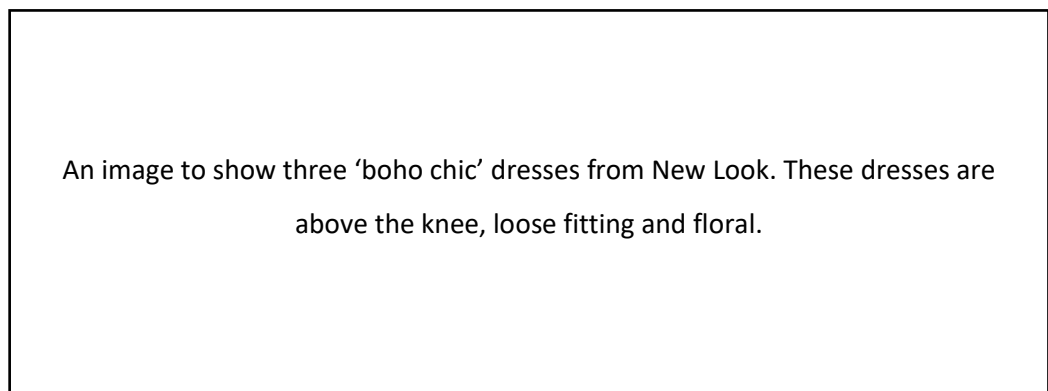 An image to show three ‘boho chic’ dresses from New Look. These dresses are
above the knee, loose fitting and floral.